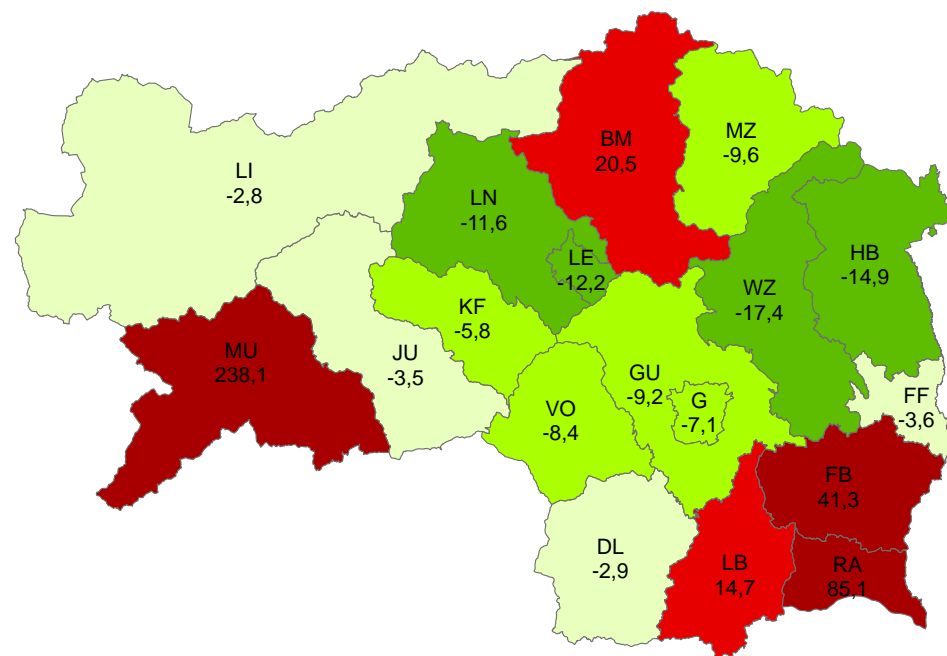 BM
20,5
MZ
-9,6
LI
-2,8
LN
-11,6
HB
-14,9
LE
-12,2
WZ
-17,4
KF
-5,8
MU
238,1
JU
-3,5
GU
-9,2
FF
-3,6
VO
-8,4
G
-7,1
FB
41,3
DL
-2,9
LB
14,7
RA
85,1